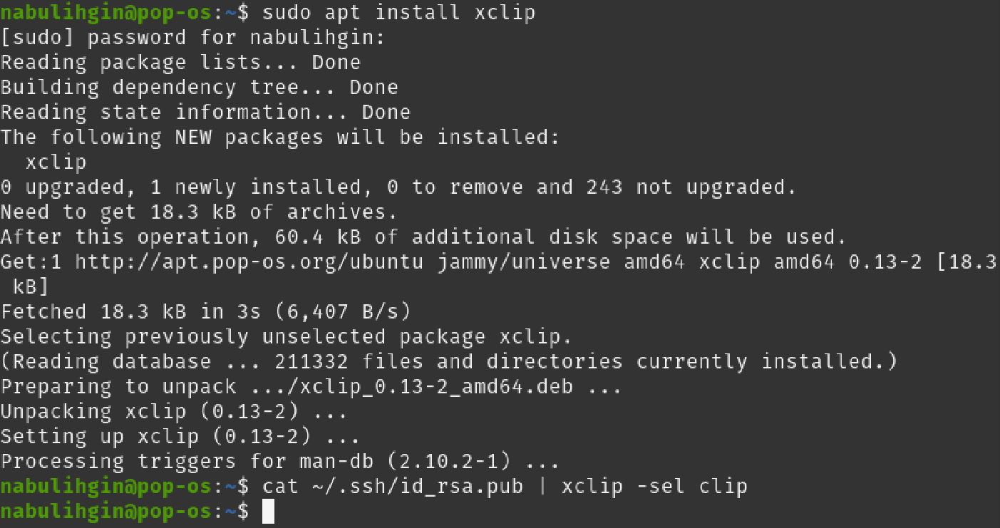 nabulihgin@pop-os:~$ sudo apt install xclip
[sudo] password for nabulihgin:
Reading package lists... Done
Building dependency tree... Done
Reading state information... Done
The following NEW packages will be installed:
  xclip
0 upgraded, 1 newly installed, 0 to remove and 243 not upgraded.
Need to get 18.3 kB of archives.
After this operation, 60.4 kB of additional disk space will be used.
Get:1 http://apt.pop-os.org/ubuntu jammy/universe amd64 xclip amd64 0.13-2 [18.3
 kB]
Fetched 18.3 kB in 3s (6,407 B/s)
Selecting previously unselected package xclip.
(Reading database ... 211332 files and directories currently installed.)
Preparing to unpack .../xclip_0.13-2_amd64.deb ...
Unpacking xclip (0.13-2) ...
Setting up xclip (0.13-2) ...
Processing triggers for man-db (2.10.2-1) ...
nabulihgin@pop-os:~$ cat ~/.ssh/id_rsa.pub | xclip -sel clip
nabulihgin@pop-os:~$